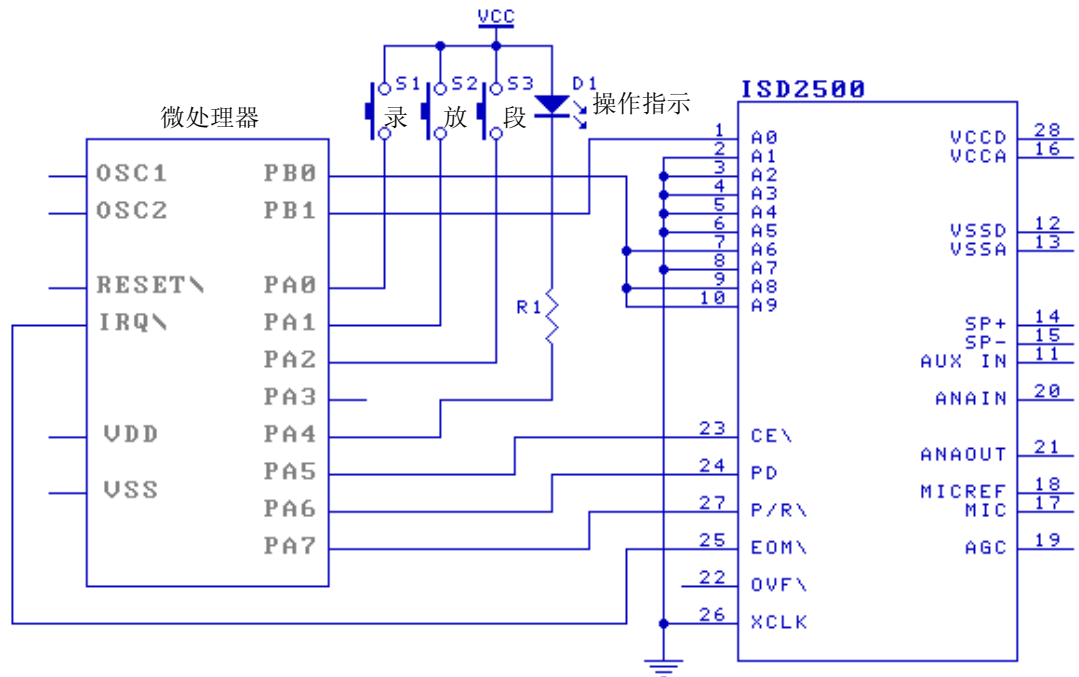 VCC
S1 S2 S3 D1
录 放 段 操作指示
微处理器
OSC1
OSC2
RESET\
IRQ\
VDD
VSS
PB0
PB1
PA0
PA1
PA2
PA3
PA4
PA5
PA6
PA7
R1
ISD2500
1 A0
2 A1
3 A2
4 A3
5 A4
6 A5
7 A6
8 A7
9 A8
10 A9
23 CE\
24 PD
27 P/R\
25 EOM\
22 OVF\
26 XCLK
VCCD 28
VCCA 16
VSSD 12
VSSA 13
SP+ 14
SP- 15
AUX IN 11
ANAIN 20
ANAOUT 21
MICREF 18
MIC 17
AGC 19